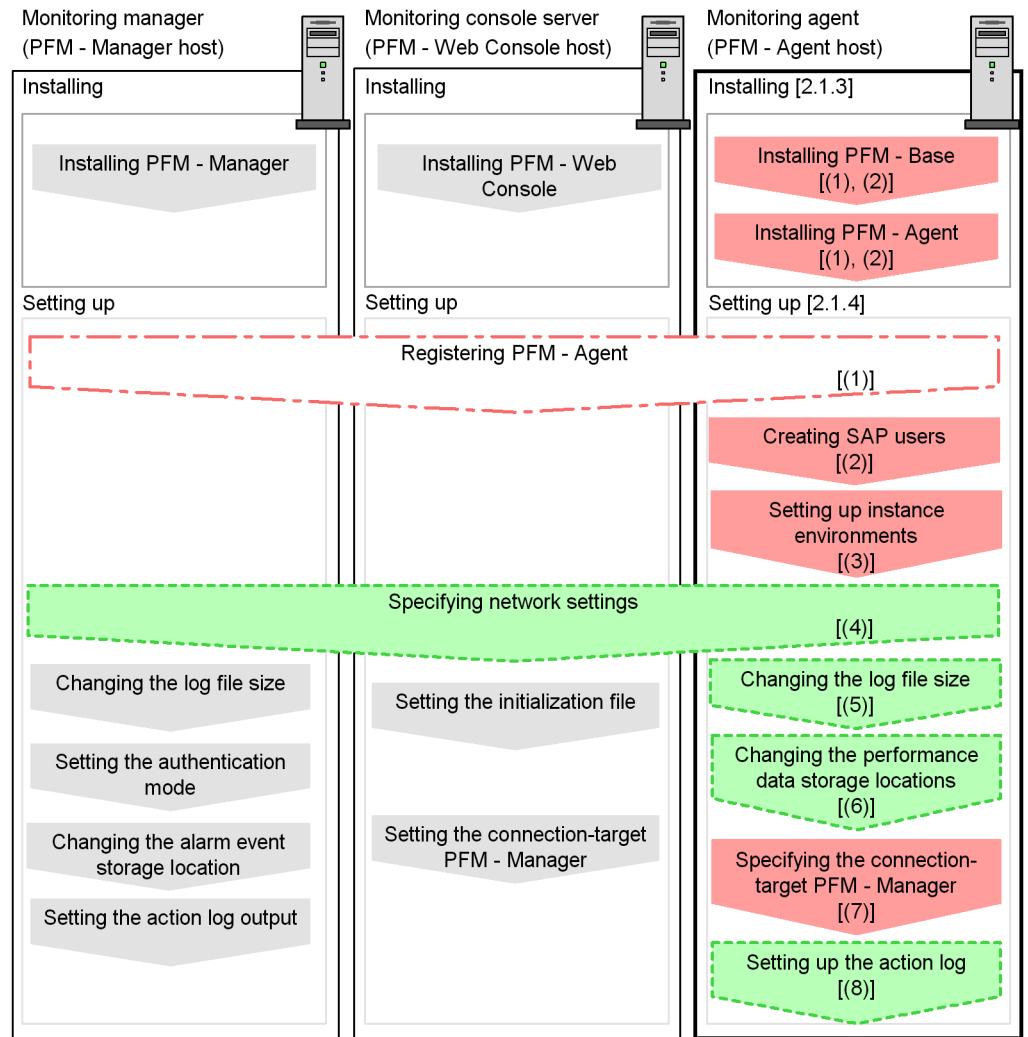 Monitoring manager
(PFM - Manager host)
Installing
Installing PFM - Manager
Setting up
Monitoring console server
(PFM - Web Console host)
Installing
Installing PFM - Web
Console
Setting up
Monitoring agent
(PFM - Agent host)
Installing [2.1.3]
Installing PFM - Base
[(1), (2)]
Installing PFM - Agent
[(1), (2)]
Setting up [2.1.4]
Registering PFM - Agent
[(1)]
Creating SAP users
[(2)]
Setting up instance
environments
[(3)]
Specifying network settings
[(4)]
Changing the log file size
Setting the authentication
mode
Changing the alarm event
storage location
Setting the action log output
Setting the initialization file
Setting the connection-target
PFM - Manager
Changing the log file size
[(5)]
Changing the performance
data storage locations
[(6)]
Specifying the connection-
target PFM - Manager
[(7)]
Setting up the action log
[(8)]